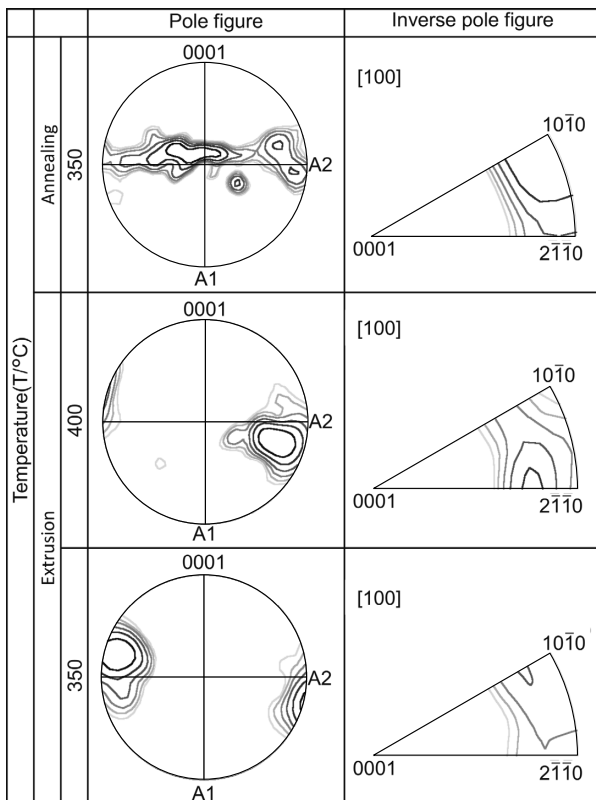 Pole figure
Inverse pole figure
Temperature(T/°C)
Annealing
350
0001
A2
A1
[100]
101̄0
0001
21̄1̄0
Extrusion
400
0001
A2
A1
[100]
101̄0
0001
21̄1̄0
350
0001
A2
A1
[100]
101̄0
0001
21̄1̄0